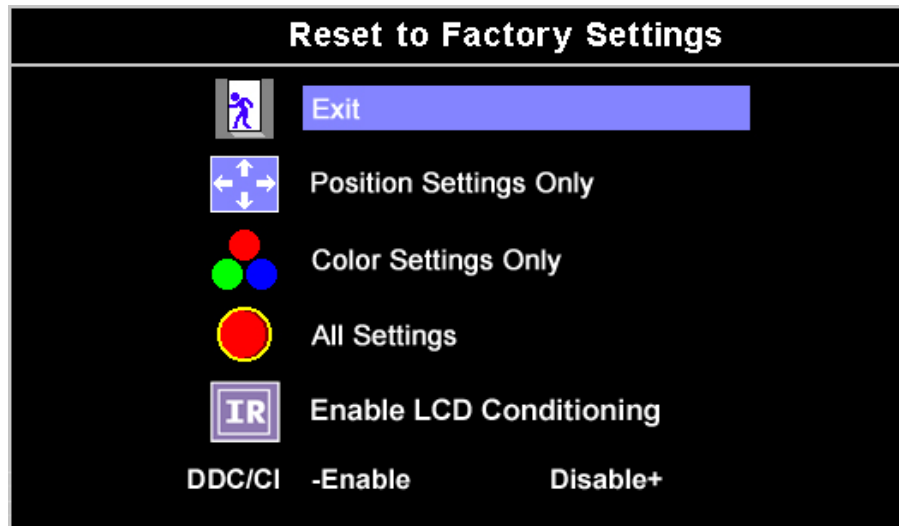 Reset to Factory Settings
Exit
Position Settings Only
Color Settings Only
All Settings
IR Enable LCD Conditioning
DDC/CI -Enable Disable+